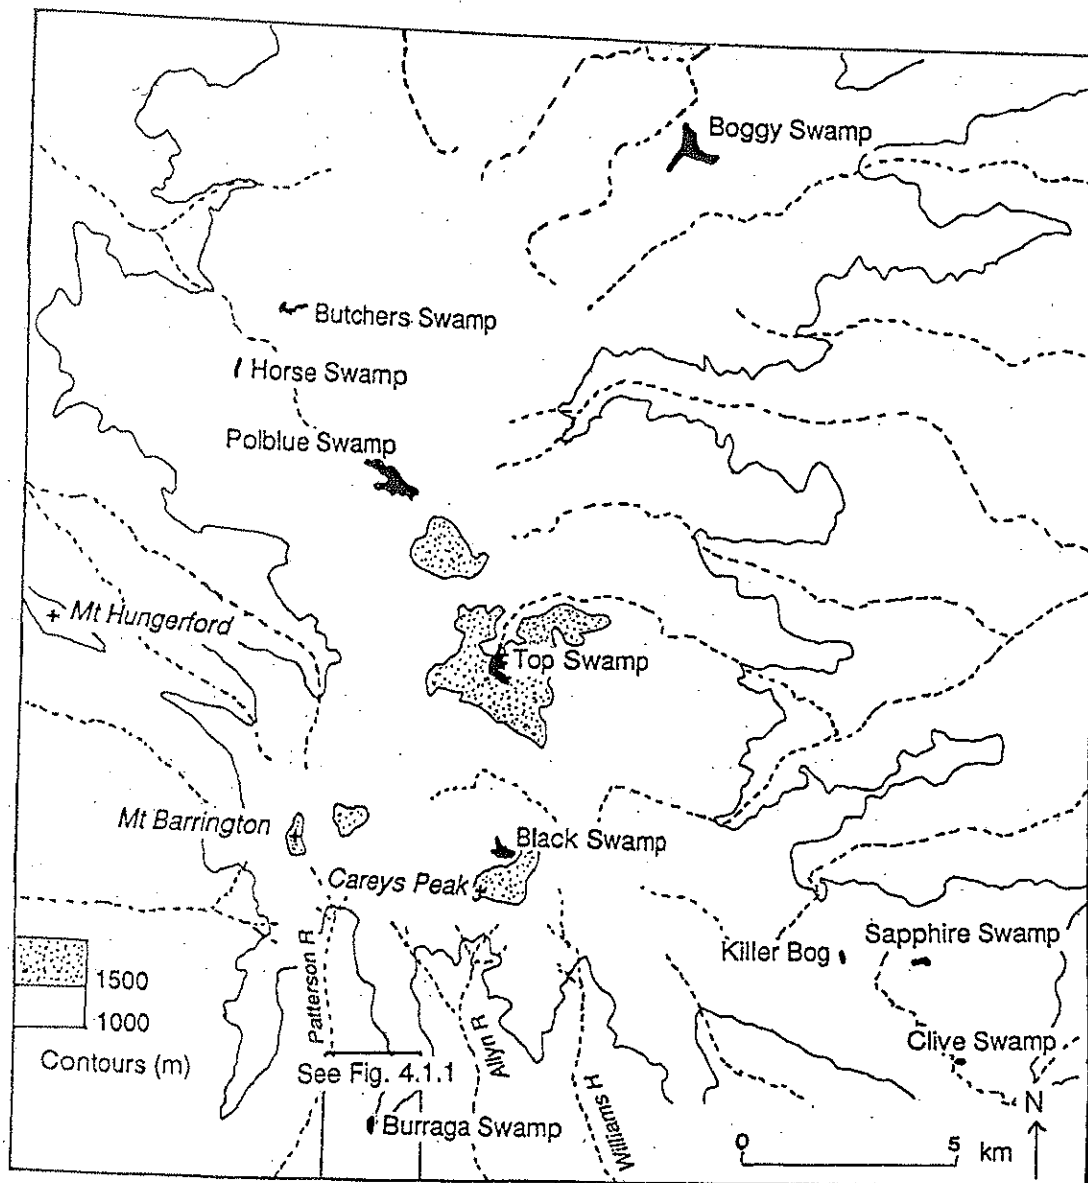 Boggy Swamp
Butchers Swamp
Horse Swamp
Polblue Swamp
Mt Hungerford
Top Swamp
Mt Barrington
Black Swamp
Careys Peak
Killer Bog
Sapphire Swamp
1500
1000
Contours (m)
Patterson R
Allyn R
Williams R
See Fig. 4.1.1
Clive Swamp
Burraga Swamp
N
0 5 km